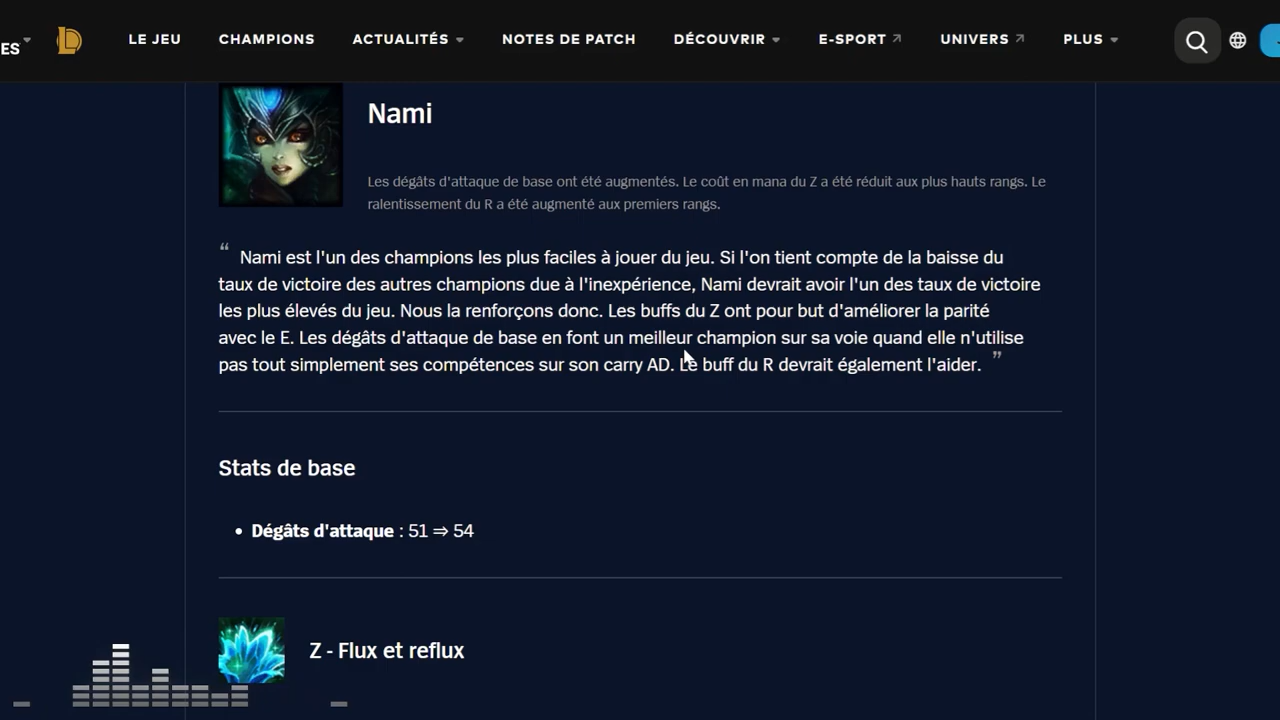 ES
LE JEU CHAMPIONS ACTUALITÉS NOTES DE PATCH DÉCOUVRIR E-SPORT UNIVERS PLUS
Nami
Les dégâts d'attaque de base ont été augmentés. Le coût en mana du Z a été réduit aux plus hauts rangs. Le
ralentissement du R a été augmenté aux premiers rangs.
“ Nami est l'un des champions les plus faciles à jouer du jeu. Si l'on tient compte de la baisse du
taux de victoire des autres champions due à l'inexpérience, Nami devrait avoir l'un des taux de victoire
les plus élevés du jeu. Nous la renforçons donc. Les buffs du Z ont pour but d'améliorer la parité
avec le E. Les dégâts d'attaque de base en font un meilleur champion sur sa voie quand elle n'utilise
pas tout simplement ses compétences sur son carry AD. Le buff du R devrait également l'aider. ”
Stats de base
• Dégâts d'attaque : 51 ⇒ 54
Z - Flux et reflux